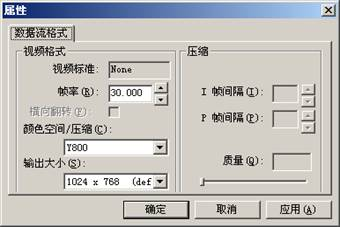 属性
数据流格式
视频格式
视频标准: None
帧率(R): 30.000
横向翻转(F):
颜色空间/压缩(C):
Y800
输出大小(S):
1024 x 768 (def
压缩
I 帧间隔(I):
P 帧间隔(P):
质量(Q):
确定
取消
应用(A)